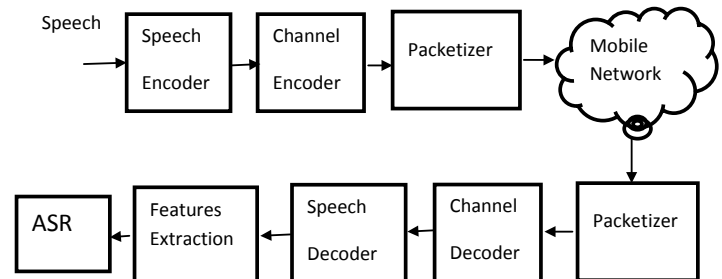 Speech
Speech
Encoder
Channel
Encoder
Packetizer
Mobile
Network
ASR
Features
Extraction
Speech
Decoder
Channel
Decoder
Packetizer